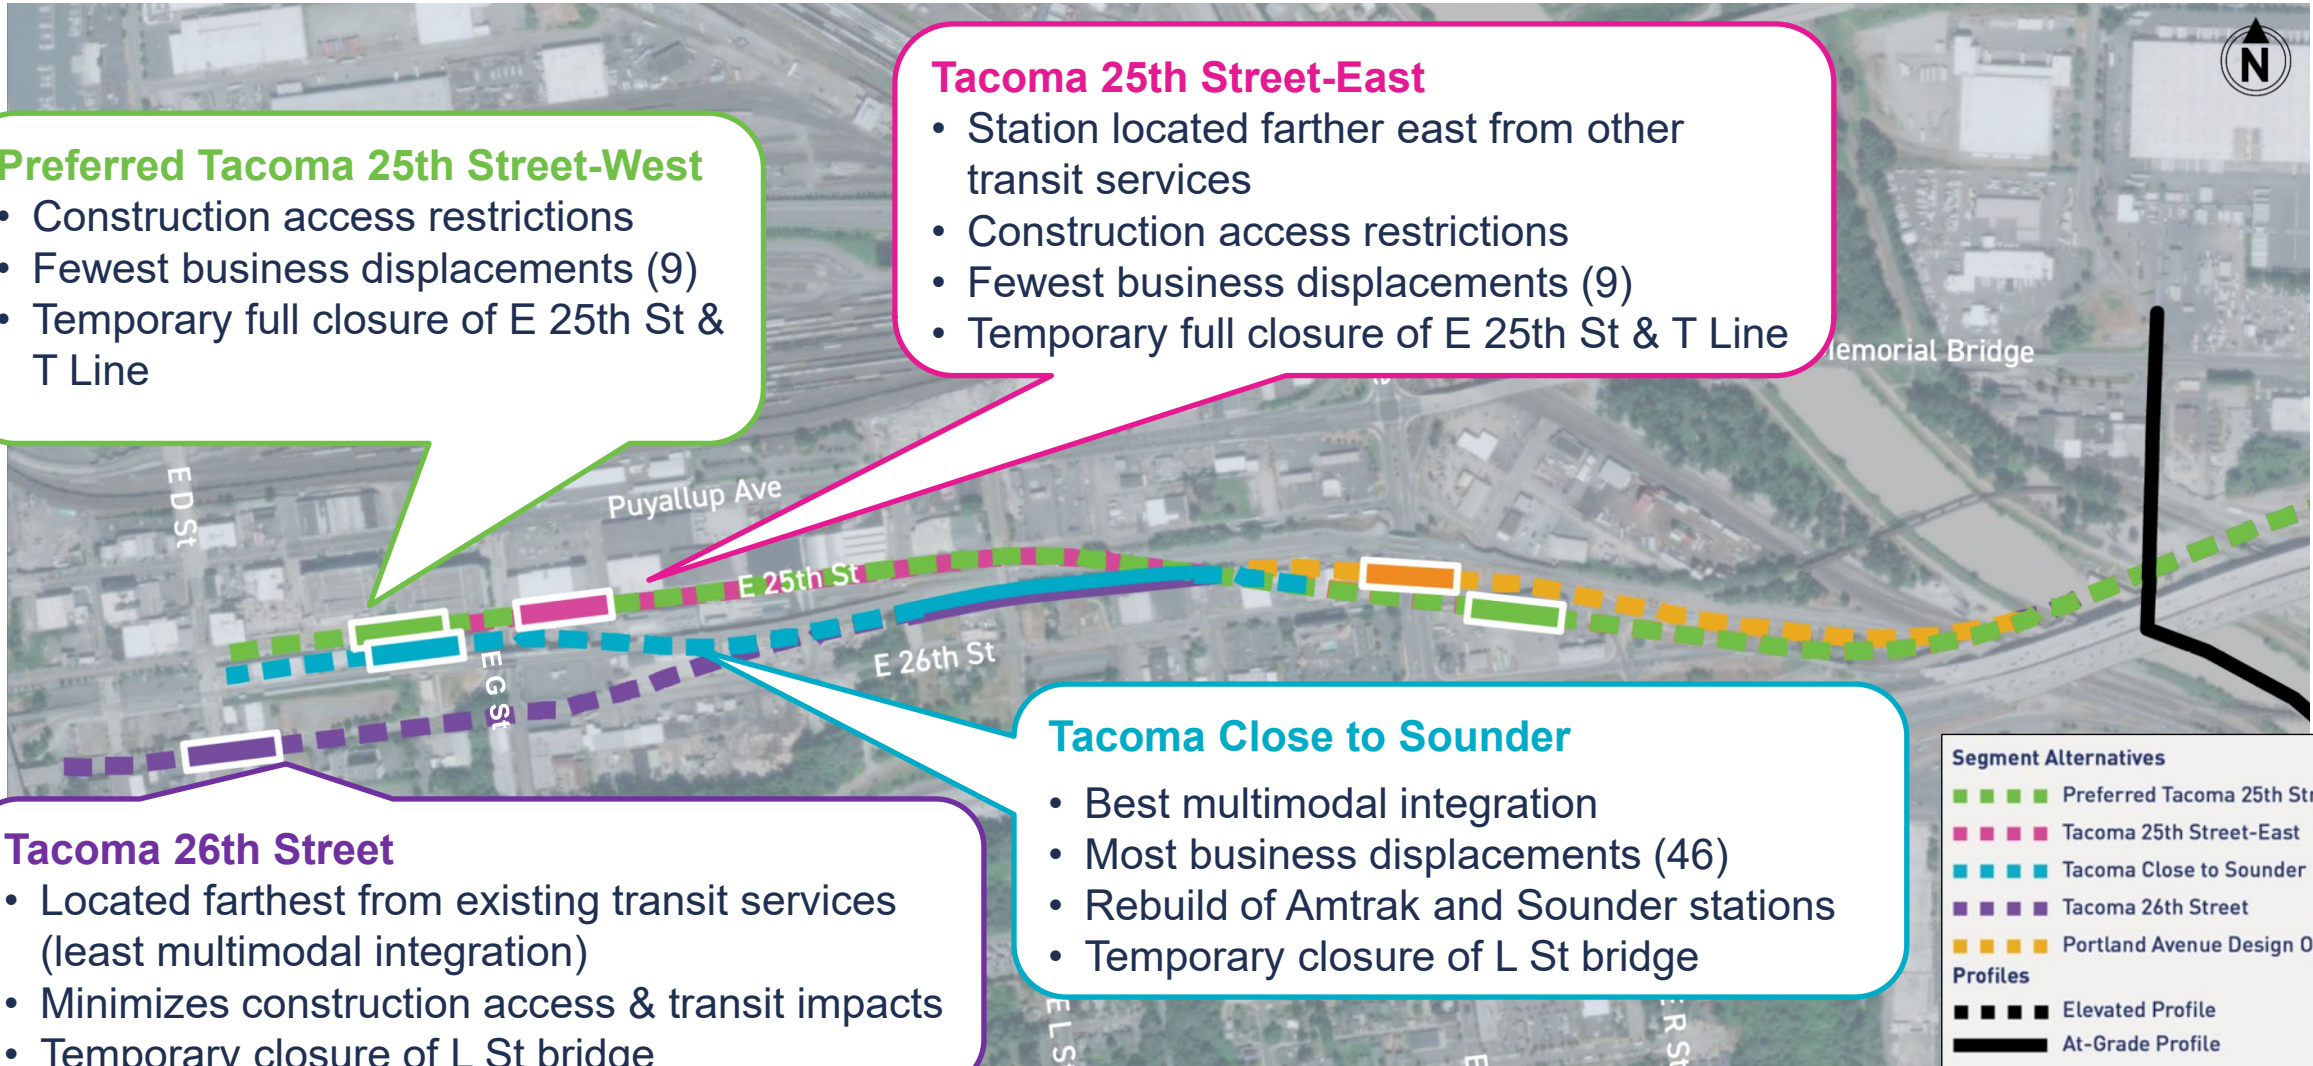 Tacoma 25th Street-East
• Station located farther east from other
transit services
• Construction access restrictions
• Fewest business displacements (9)
• Temporary full closure of E 25th St & T Line
N
Preferred Tacoma 25th Street-West
• Construction access restrictions
• Fewest business displacements (9)
• Temporary full closure of E 25th St &
T Line
Bridge
E D St
Puyallup Ave
E 25th St
E 26th St
E G St
Tacoma Close to Sounder
• Best multimodal integration
• Most business displacements (46)
• Rebuild of Amtrak and Sounder stations
• Temporary closure of L St bridge
Tacoma 26th Street
• Located farthest from existing transit services
(least multimodal integration)
• Minimizes construction access & transit impacts
• Temporary closure of L St bridge
E L S
R St
Segment Alternatives
Preferred Tacoma 25th Str
Tacoma 25th Street-East
Tacoma Close to Sounder
Tacoma 26th Street
Portland Avenue Design O
Profiles
Elevated Profile
At-Grade Profile